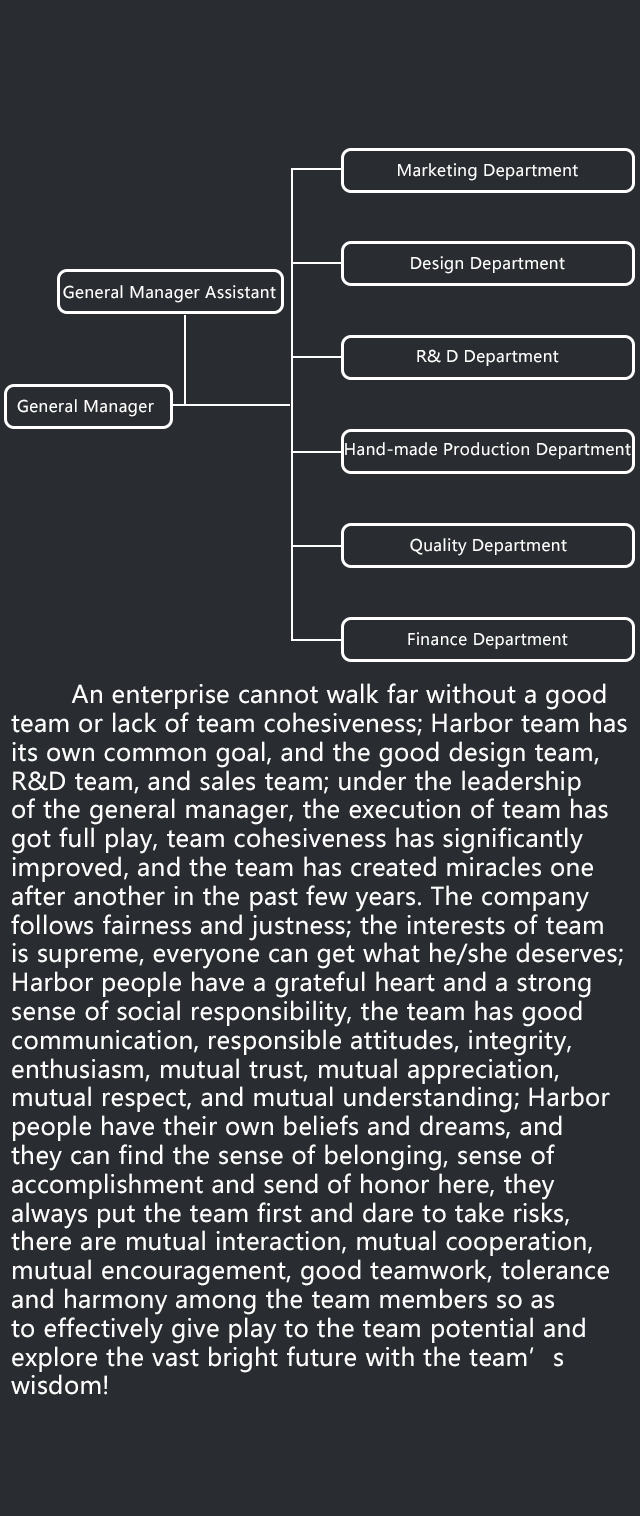 Marketing Department
Design Department
General Manager Assistant
R& D Department
General Manager
Hand-made Production Department
Quality Department
Finance Department
An enterprise cannot walk far without a good
team or lack of team cohesiveness; Harbor team has
its own common goal, and the good design team,
R&D team, and sales team; under the leadership
of the general manager, the execution of team has
got full play, team cohesiveness has significantly
improved, and the team has created miracles one
after another in the past few years. The company
follows fairness and justness; the interests of team
is supreme, everyone can get what he/she deserves;
Harbor people have a grateful heart and a strong
sense of social responsibility, the team has good
communication, responsible attitudes, integrity,
enthusiasm, mutual trust, mutual appreciation,
mutual respect, and mutual understanding; Harbor
people have their own beliefs and dreams, and
they can find the sense of belonging, sense of
accomplishment and send of honor here, they
always put the team first and dare to take risks,
there are mutual interaction, mutual cooperation,
mutual encouragement, good teamwork, tolerance
and harmony among the team members so as
to effectively give play to the team potential and
explore the vast bright future with the team’ s
wisdom!